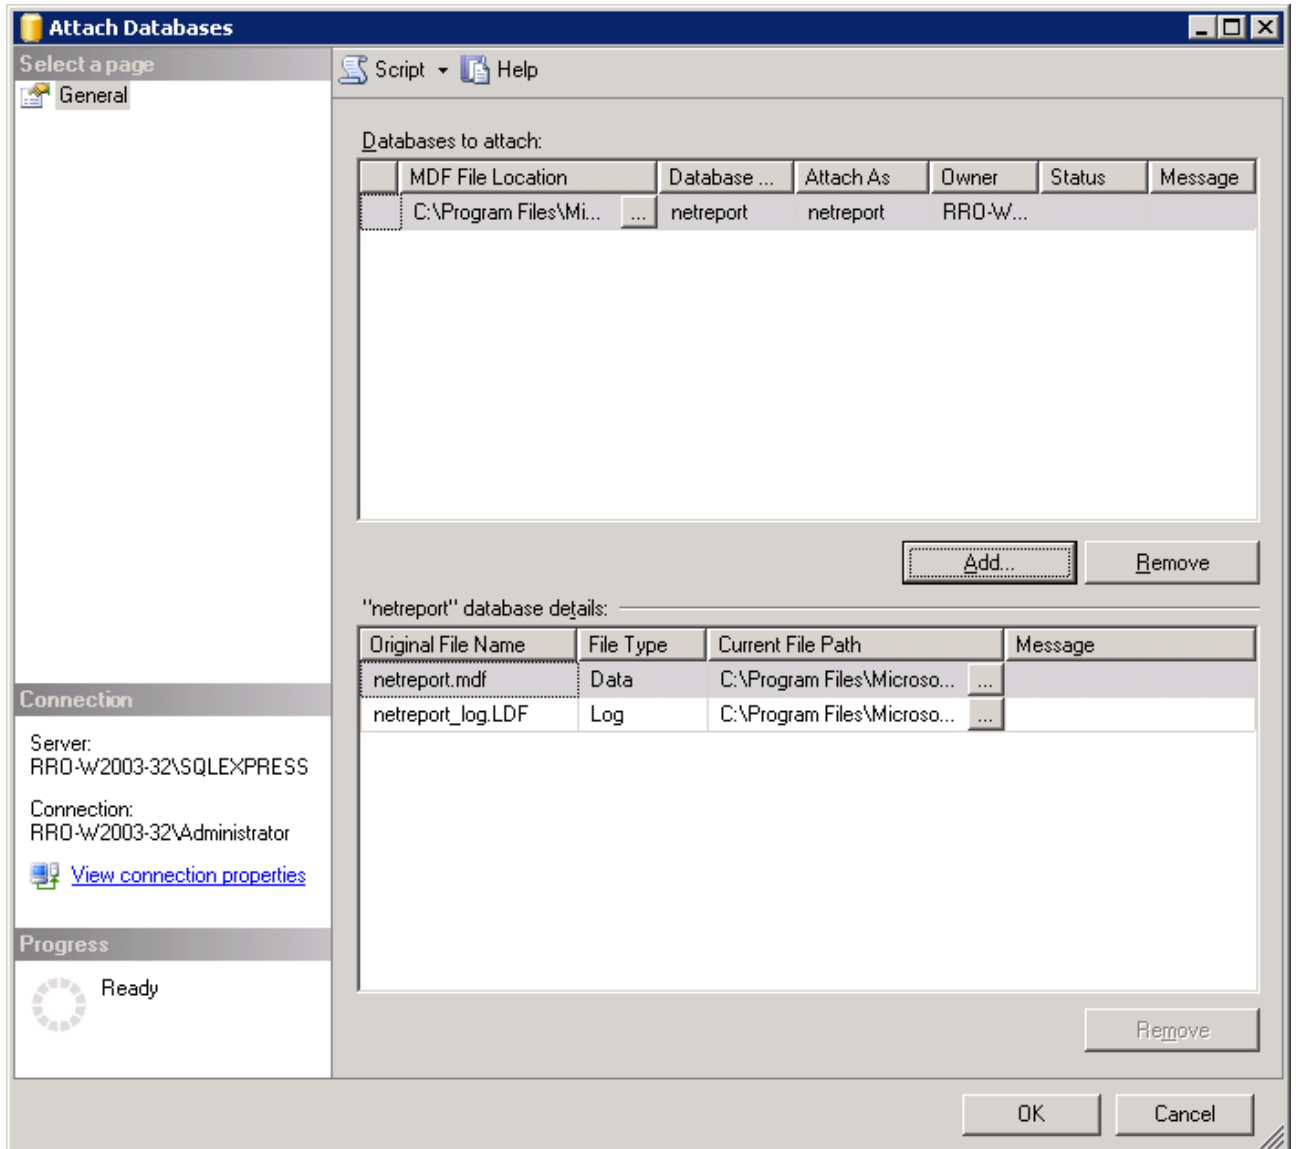 Attach Databases
Select a page
General
Script Help
Databases to attach:
MDF File Location Database ... Attach As Owner Status Message
C:\Program Files\Mi... ... netreport netreport RRO-W...
Add... Remove
"netreport" database details:
Original File Name File Type Current File Path Message
netreport.mdf Data C:\Program Files\Microso... ...
netreport_log.LDF Log C:\Program Files\Microso... ...
Connection
Server:
RRO-W2003-32\SQLEXPRESS
Connection:
RRO-W2003-32\Administrator
View connection properties
Progress
Ready
Remove
OK Cancel